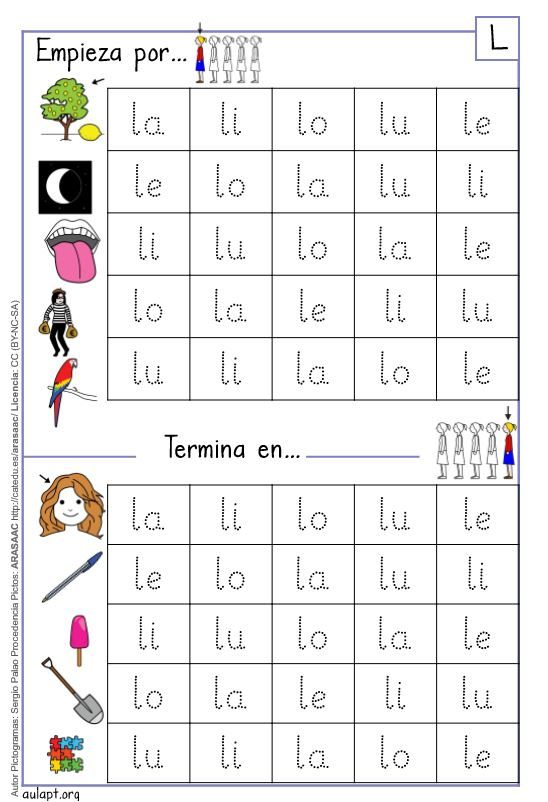 L
Empieza por...
la li lo lu le
le lo la lu li
li lu lo la le
lo la le li lu
lu li la lo le
Termina en...
la li lo lu le
le lo la lu li
li lu lo la le
lo la le li lu
lu li la lo le
Autor Pictogramas: Sergio Palao Procedencia Pictos: ARASAAC http://catedu.es/arasaac/ Licencia: CC (BY-NC-SA)
aulapt.org